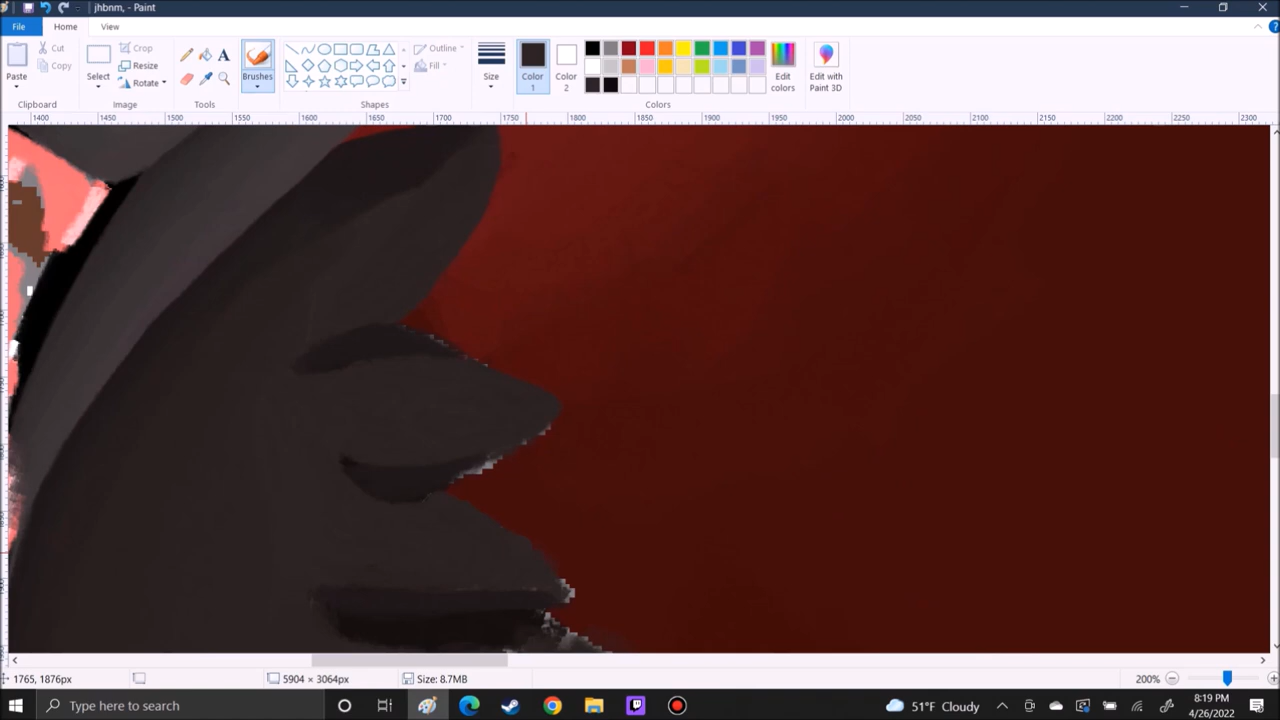 jhbnm, - Paint
File Home View
Paste
Cut
Copy
Select
Crop
Resize
Rotate
A
Brushes
Outline
Fill
Size
Color 1
Color 2
Edit colors
Edit with Paint 3D
Clipboard Image Tools Shapes Colors
1400 1450 1500 1550 1600 1650 1700 1750 1800 1850 1900 1950 2000 2050 2100 2150 2200 2250 2300
1765, 1876px 5904 × 3064px Size: 8.7MB 200%
Type here to search 51°F Cloudy 8:19 PM
4/26/2022